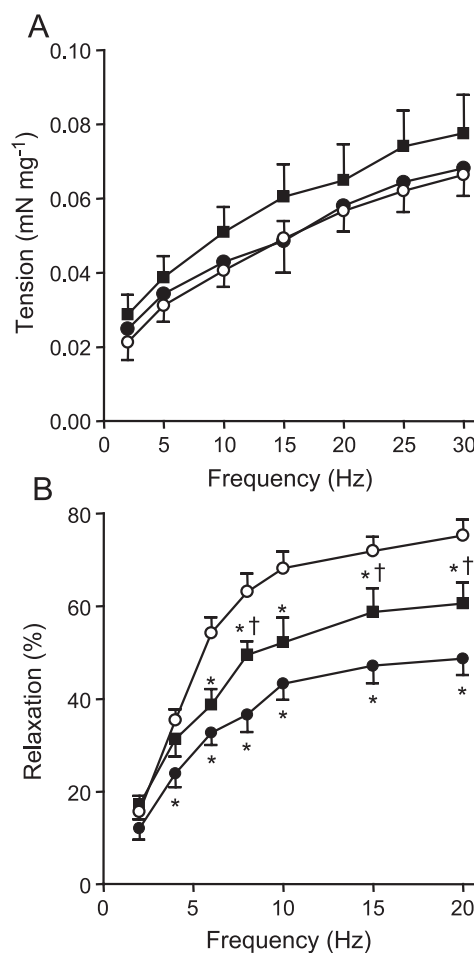 A
0.10
0.08
0.06
0.04
0.02
0.00
Tension (mN mg-1)
0 5 10 15 20 25 30
Frequency (Hz)
B
80
60
40
20
0
Relaxation (%)
*† *†
*† * 
*
* * * * * *
0 5 10 15 20
Frequency (Hz)